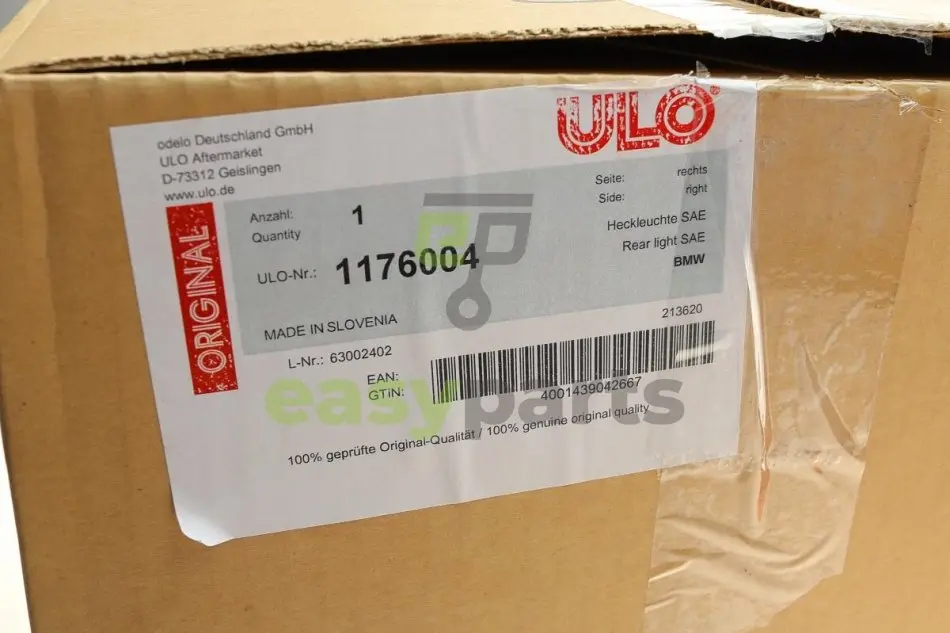 odelo Deutschland GmbH
ULO Aftermarket
D-73312 Geislingen
www.ulo.de
ULO®
ORIGINAL
Anzahl: 1
Quantity
Seite: rechts
Side: right
ULO-Nr.: 1176004
Heckleuchte SAE
Rear light SAE
BMW
MADE IN SLOVENIA
213620
L-Nr.: 63002402
EAN:
GTiN:
4001439042667
easyparts
100% geprüfte Original-Qualität / 100% genuine original quality